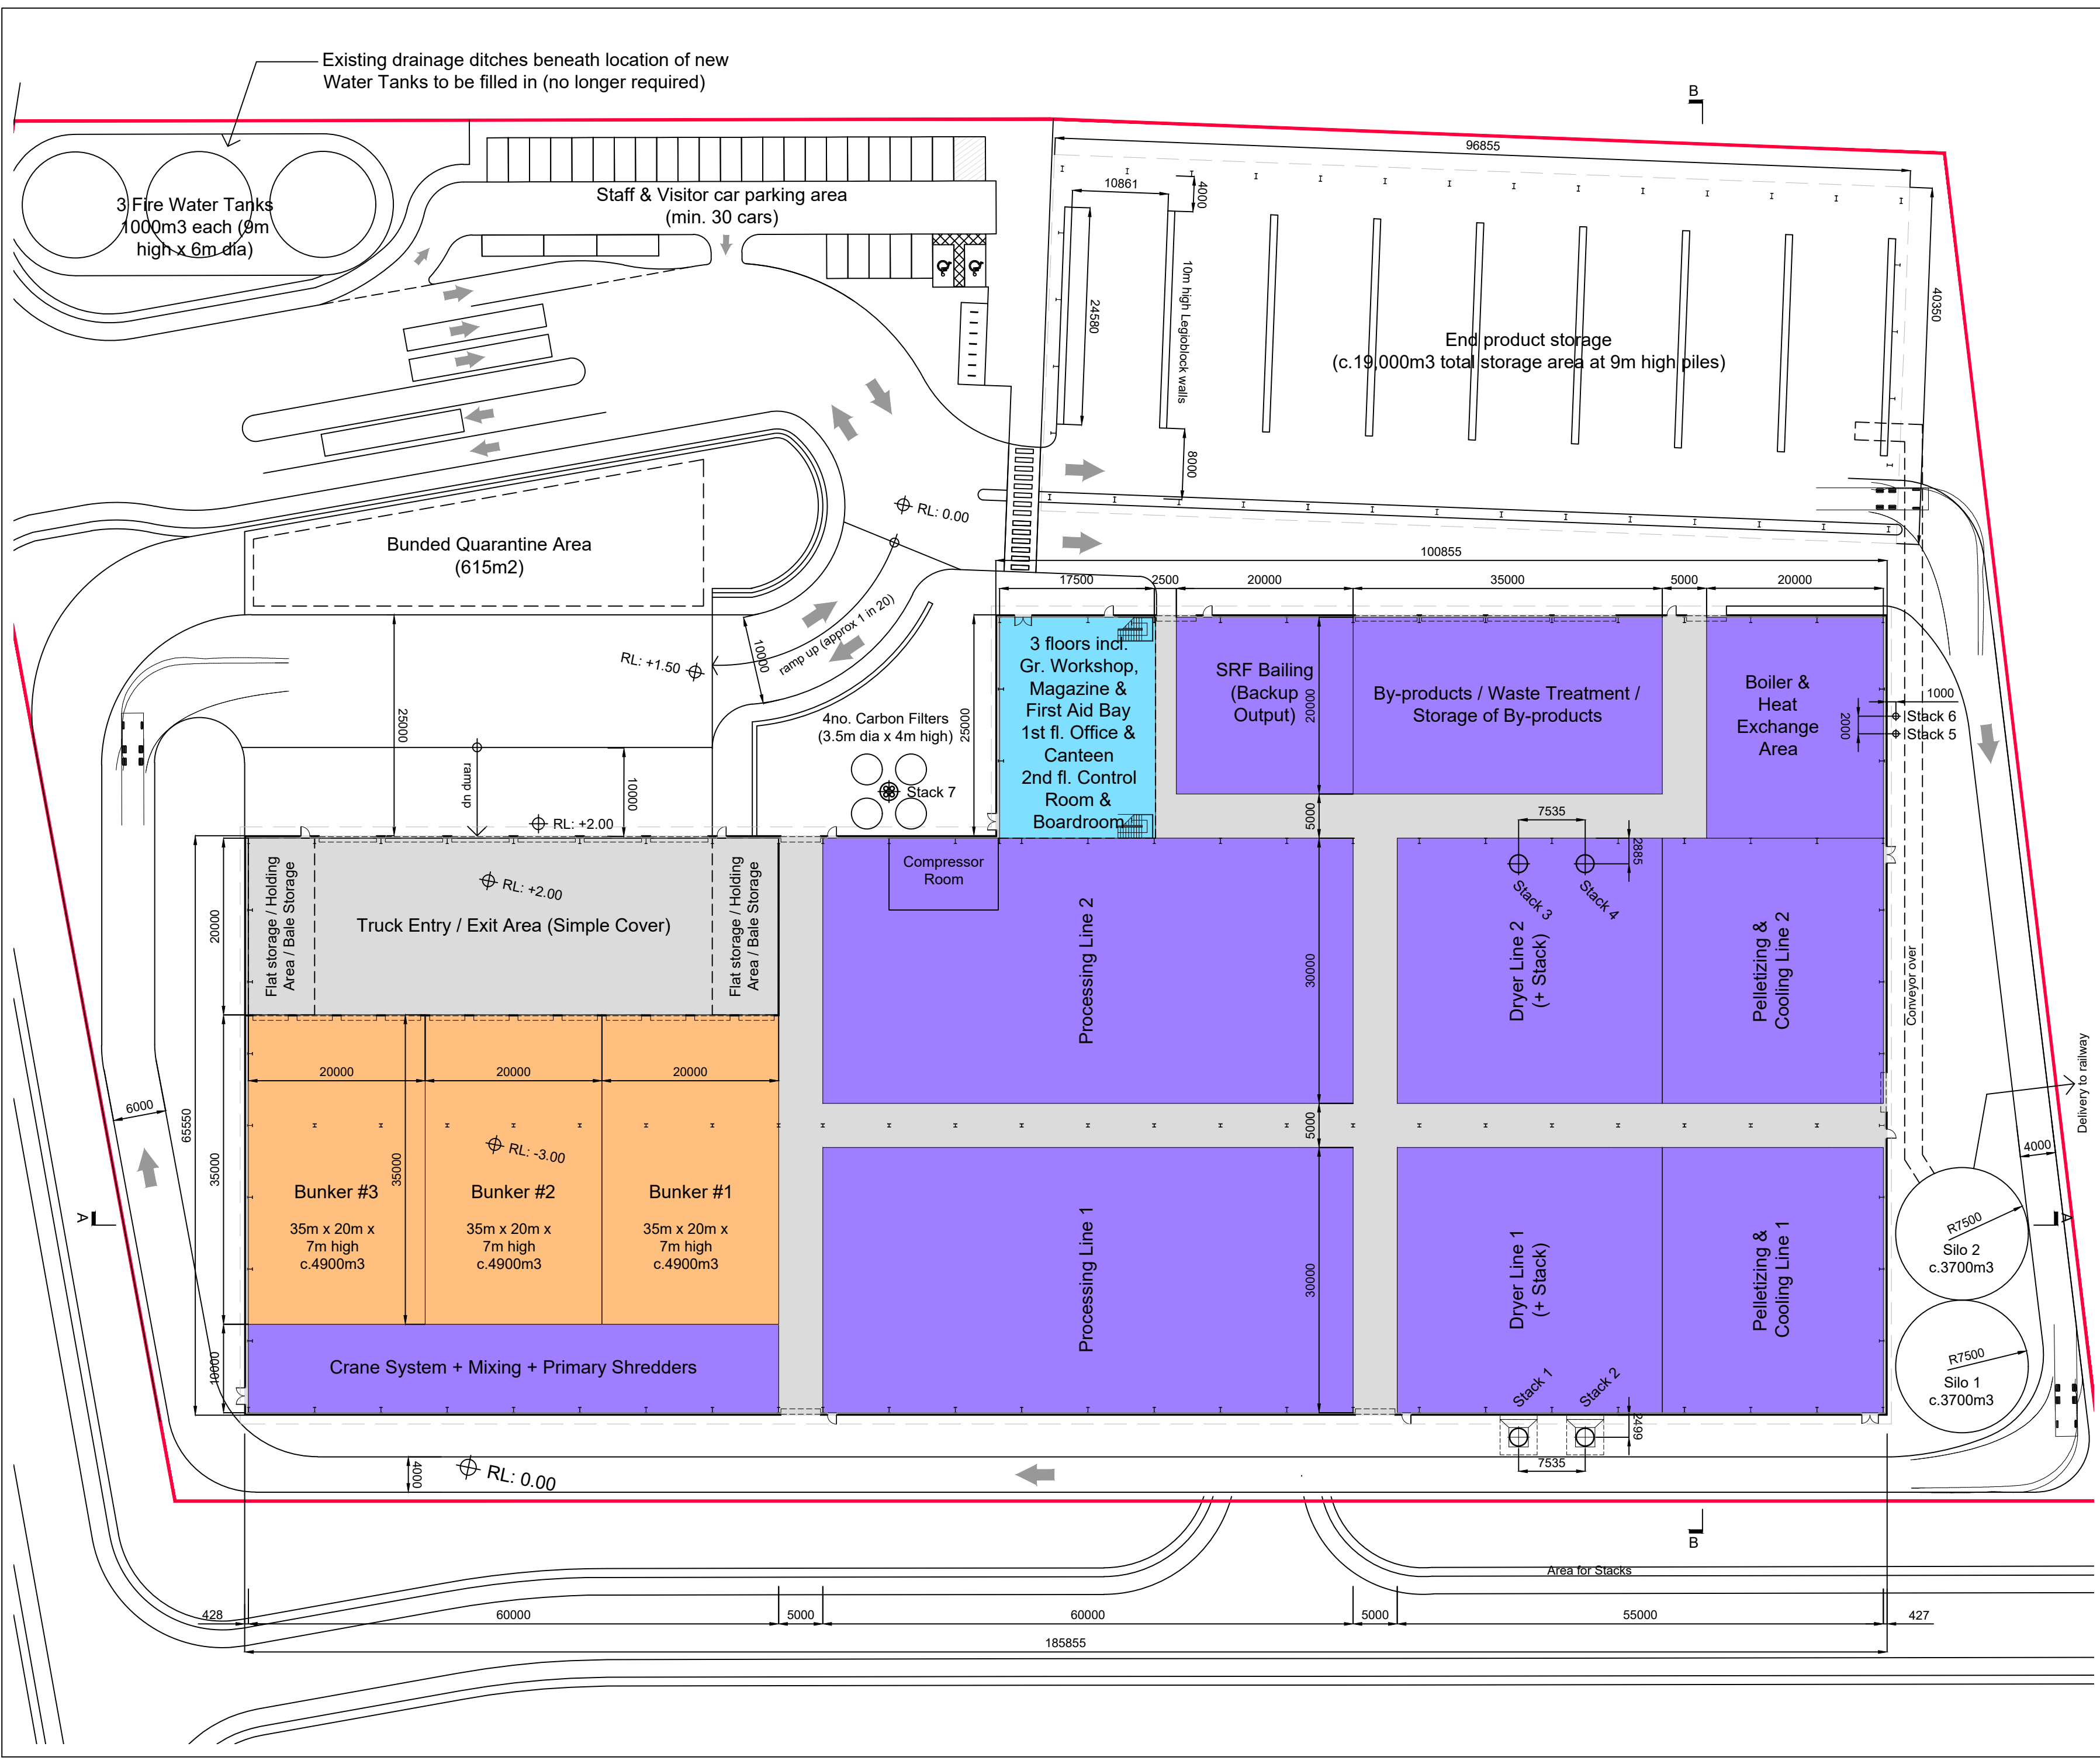 Existing drainage ditches beneath location of new
Water Tanks to be filled in (no longer required)
B
3 Fire Water Tanks
1000m3 each (9m
high x 6m dia)
Staff & Visitor car parking area
(min. 30 cars)
96855
10861
4000
24580
10m high Legioblock walls
40350
End product storage
(c.19,000m3 total storage area at 9m high piles)
8000
RL: 0.00
Bunded Quarantine Area
(615m2)
100855
17500
2500
20000
35000
5000
20000
ramp up (approx 1 in 20)
10000
RL: +1.50
25000
25000
4no. Carbon Filters
(3.5m dia x 4m high)
Stack 7
ramp up
10000
RL: +2.00
3 floors incl.
Gr. Workshop,
Magazine &
First Aid Bay
1st fl. Office &
Canteen
2nd fl. Control
Room &
Boardroom
SRF Bailing
(Backup
Output)
20000
By-products / Waste Treatment /
Storage of By-products
Boiler &
Heat
Exchange
Area
1000
2000
Stack 6
Stack 5
5000
7535
2885
Stack 3
Stack 4
Flat storage / Holding
Area / Bale Storage
RL: +2.00
Truck Entry / Exit Area (Simple Cover)
Flat storage / Holding
Area / Bale Storage
20000
Compressor
Room
Processing Line 2
30000
Dryer Line 2
(+ Stack)
Pelletizing &
Cooling Line 2
Conveyor over
Delivery to railway
20000
20000
20000
6000
65550
35000
35000
RL: -3.00
5000
4000
Bunker #3
35m x 20m x
7m high
c.4900m3
Bunker #2
35m x 20m x
7m high
c.4900m3
Bunker #1
35m x 20m x
7m high
c.4900m3
A
A
Processing Line 1
30000
Dryer Line 1
(+ Stack)
Pelletizing &
Cooling Line 1
R7500
Silo 2
c.3700m3
R7500
Silo 1
c.3700m3
10000
Crane System + Mixing + Primary Shredders
Stack 1
Stack 2
2499
7535
4000
RL: 0.00
B
Area for Stacks
428
60000
5000
60000
5000
55000
427
185855